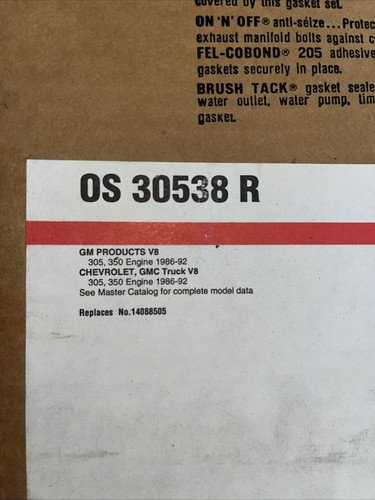 covered by this gasket set.
ON 'N' OFF® anti-seize...Protec
exhaust manifold bolts against c
FEL-COBOND® 205 adhesive
gaskets securely in place.
BRUSH TACK® gasket seale
water outlet, water pump, tim
gasket.
OS 30538 R
GM PRODUCTS V8
305, 350 Engine 1986-92
CHEVROLET, GMC Truck V8
305, 350 Engine 1986-92
See Master Catalog for complete model data
Replaces No.14088505